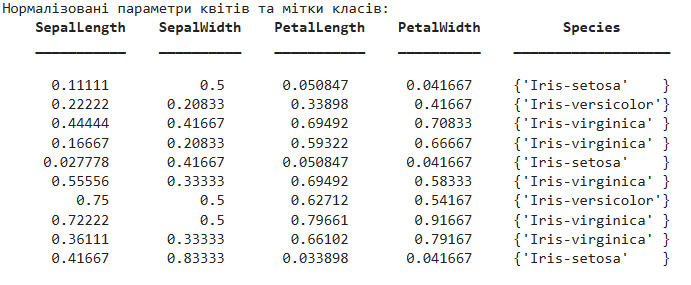 Нормалізовані параметри квітів та мітки класів:
SepalLength SepalWidth PetalLength PetalWidth Species
0.11111 0.5 0.050847 0.041667 {'Iris-setosa' }
0.22222 0.20833 0.33898 0.41667 {'Iris-versicolor'}
0.44444 0.41667 0.69492 0.70833 {'Iris-virginica' }
0.16667 0.20833 0.59322 0.66667 {'Iris-virginica' }
0.027778 0.41667 0.050847 0.041667 {'Iris-setosa' }
0.55556 0.33333 0.69492 0.58333 {'Iris-virginica' }
0.75 0.5 0.62712 0.54167 {'Iris-versicolor'}
0.72222 0.5 0.79661 0.91667 {'Iris-virginica' }
0.36111 0.33333 0.66102 0.79167 {'Iris-virginica' }
0.41667 0.83333 0.033898 0.041667 {'Iris-setosa' }